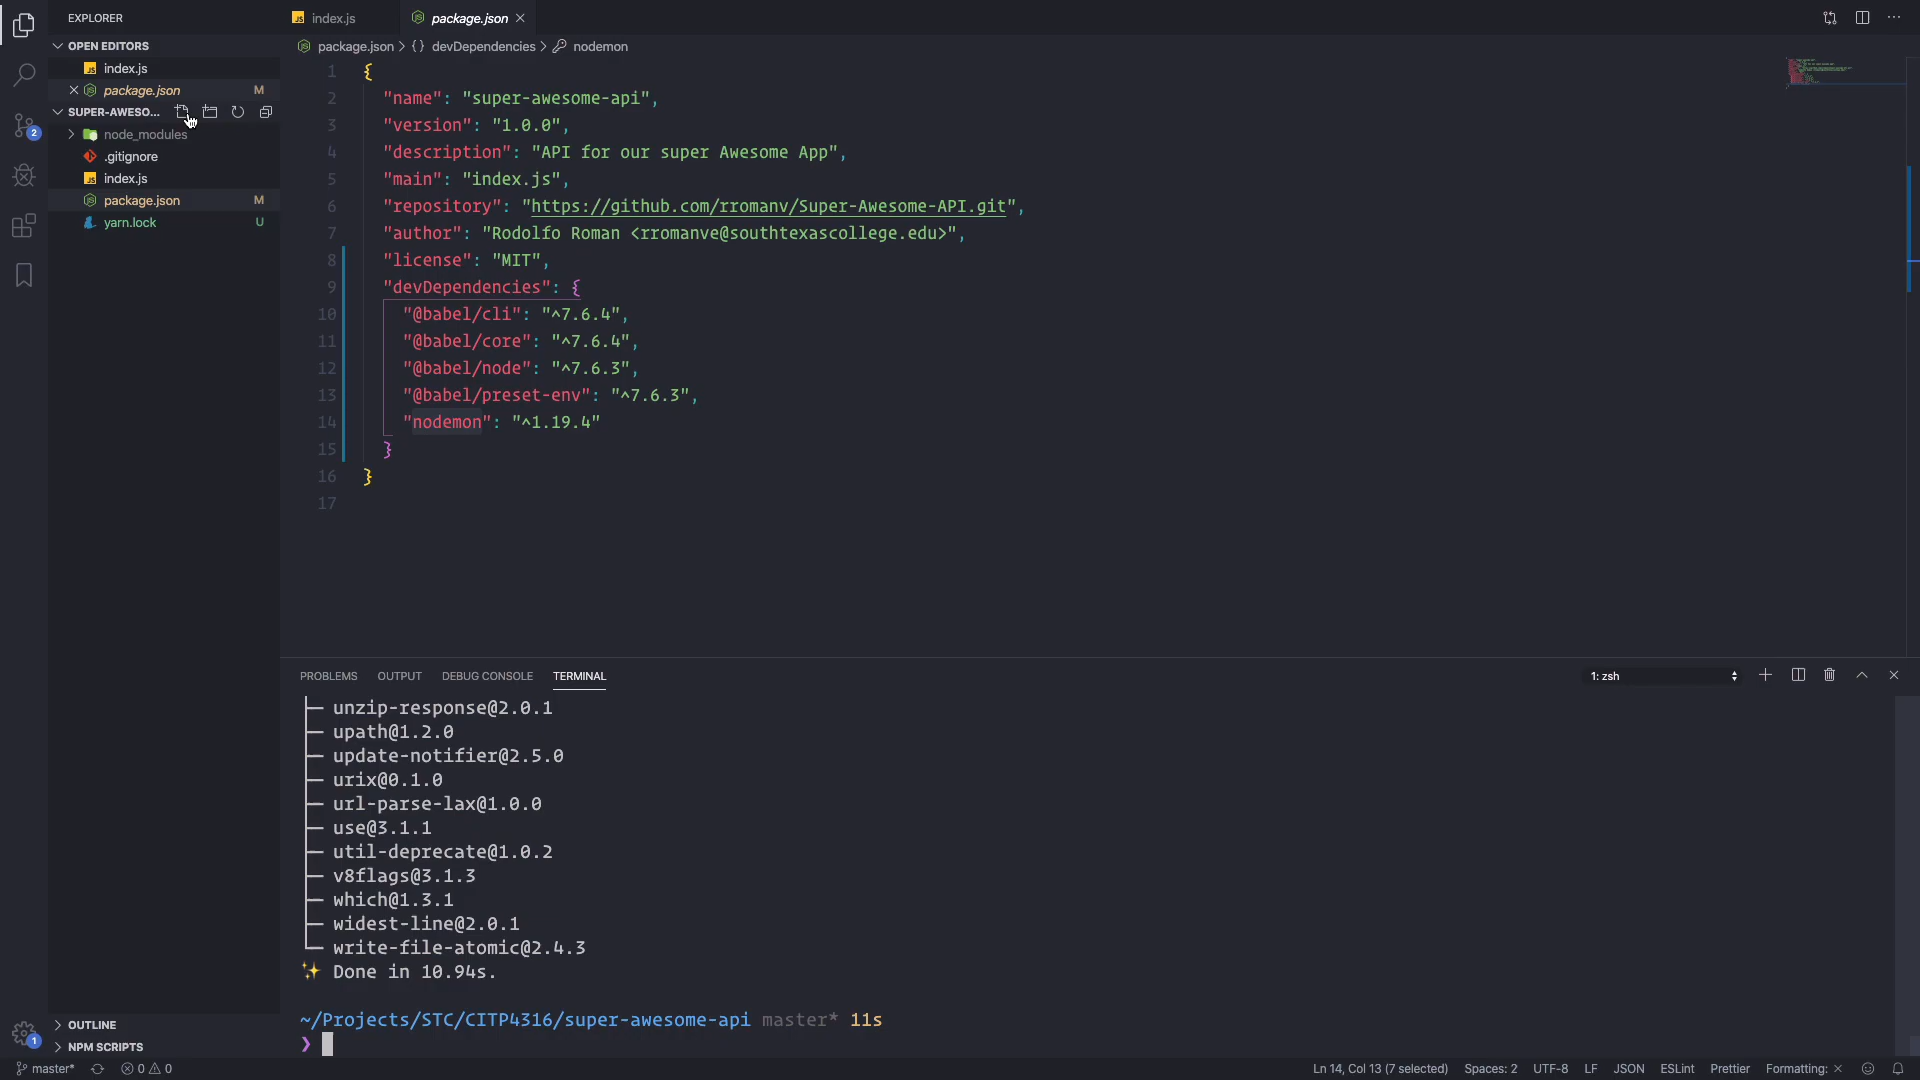 EXPLORER
OPEN EDITORS
index.js
package.json M
SUPER-AWESO...
node_modules
.gitignore
index.js
package.json M
yarn.lock U
2
OUTLINE
NPM SCRIPTS
1
index.js package.json
package.json > {} devDependencies > nodemon
1 {
2 "name": "super-awesome-api",
3 "version": "1.0.0",
4 "description": "API for our super Awesome App",
5 "main": "index.js",
6 "repository": "https://github.com/rromanv/Super-Awesome-API.git",
7 "author": "Rodolfo Roman <rromanve@southtexascollege.edu>",
8 "license": "MIT",
9 "devDependencies": {
10 "@babel/cli": "^7.6.4",
11 "@babel/core": "^7.6.4",
12 "@babel/node": "^7.6.3",
13 "@babel/preset-env": "^7.6.3",
14 "nodemon": "^1.19.4"
15 }
16 }
17
PROBLEMS OUTPUT DEBUG CONSOLE TERMINAL 1: zsh
├─ unzip-response@2.0.1
├─ upath@1.2.0
├─ update-notifier@2.5.0
├─ urix@0.1.0
├─ url-parse-lax@1.0.0
├─ use@3.1.1
├─ util-deprecate@1.0.2
├─ v8flags@3.1.3
├─ which@1.3.1
├─ widest-line@2.0.1
└─ write-file-atomic@2.4.3
✨ Done in 10.94s.
~/Projects/STC/CITP4316/super-awesome-api master* 11s
❯
master* 0 0 Ln 14, Col 13 (7 selected) Spaces: 2 UTF-8 LF JSON ESLint Prettier Formatting: ×